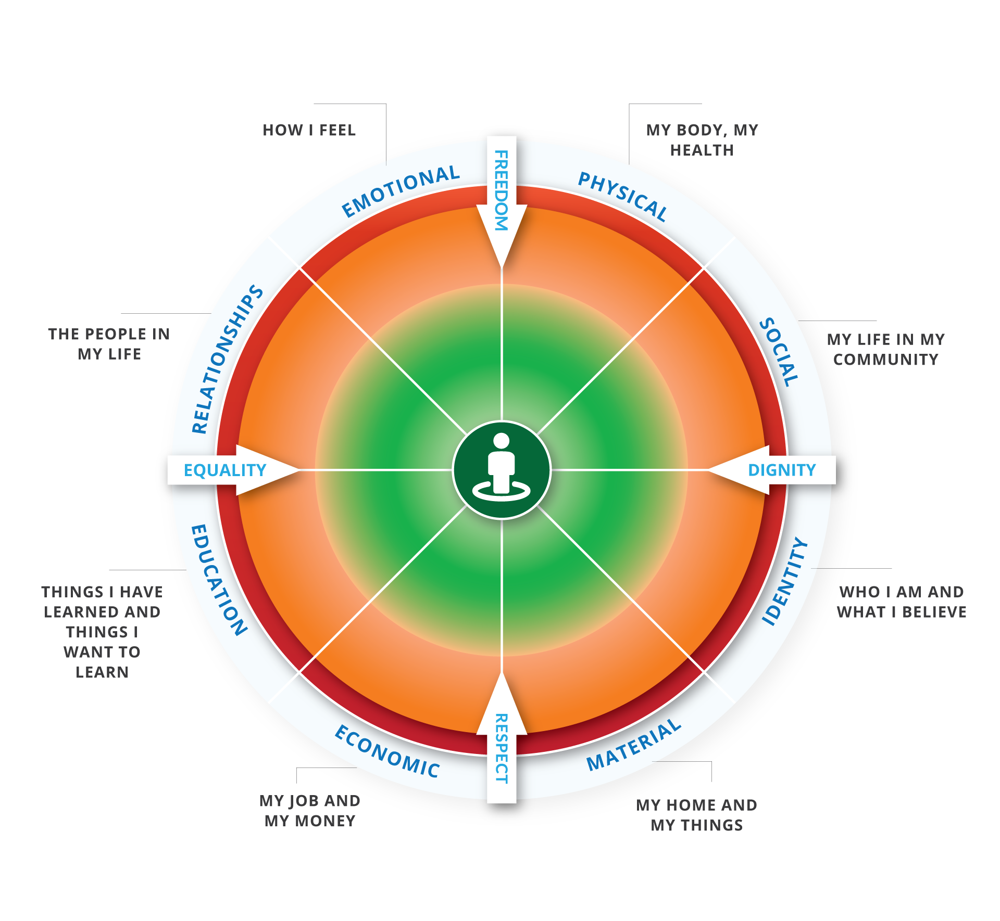 HOW I FEEL
MY BODY, MY
HEALTH
FREEDOM
EMOTIONAL
PHYSICAL
RELATIONSHIPS
SOCIAL
THE PEOPLE IN
MY LIFE
MY LIFE IN MY
COMMUNITY
EQUALITY
DIGNITY
EDUCATION
IDENTITY
THINGS I HAVE
LEARNED AND
THINGS I
WANT TO
LEARN
WHO I AM AND
WHAT I BELIEVE
ECONOMIC
RESPECT
MATERIAL
MY JOB AND
MY MONEY
MY HOME AND
MY THINGS